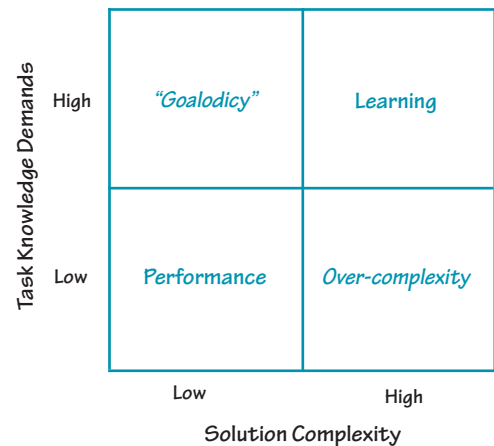 Task Knowledge Demands
High
“Goalodicy”
Learning
Low
Performance
Over-complexity
Low
High
Solution Complexity